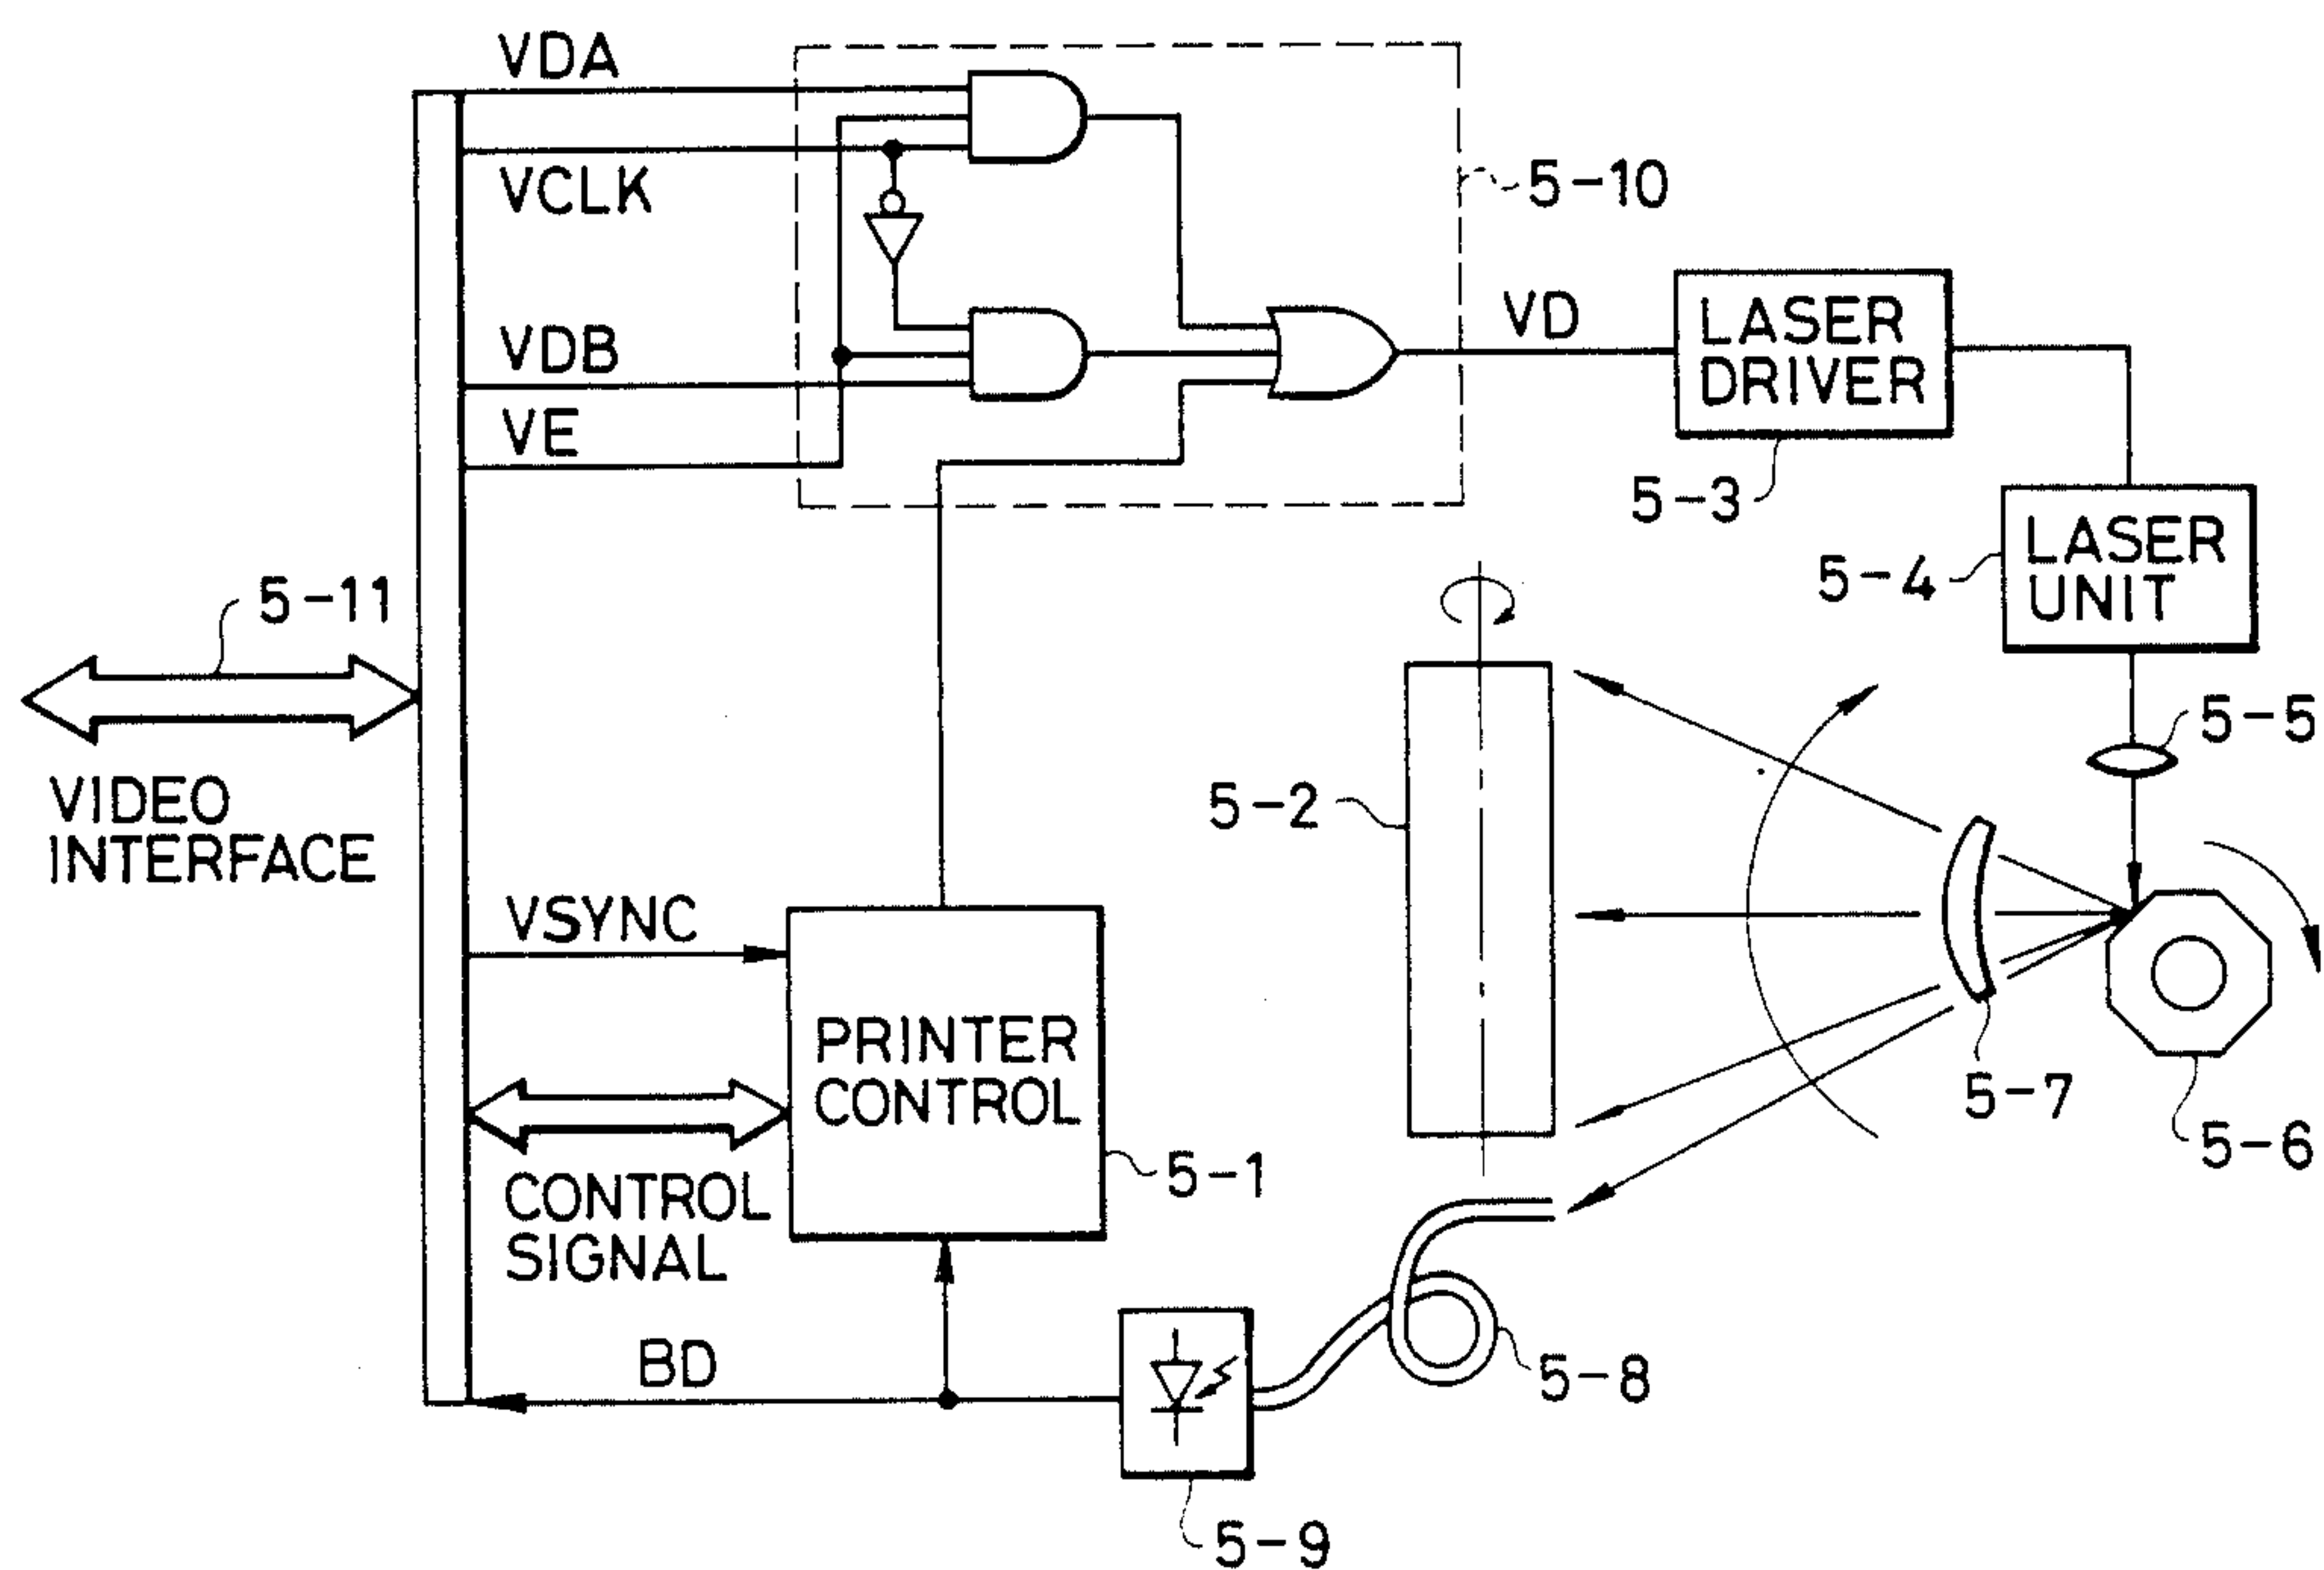 VDA
VCLK
5-10
VDB
VD
LASER
DRIVER
VE
5-3
LASER
UNIT
5-4
5-11
5-5
5-2
VIDEO
INTERFACE
VSYNC
PRINTER
CONTROL
5-7
5-6
5-1
CONTROL
SIGNAL
BD
5-8
5-9